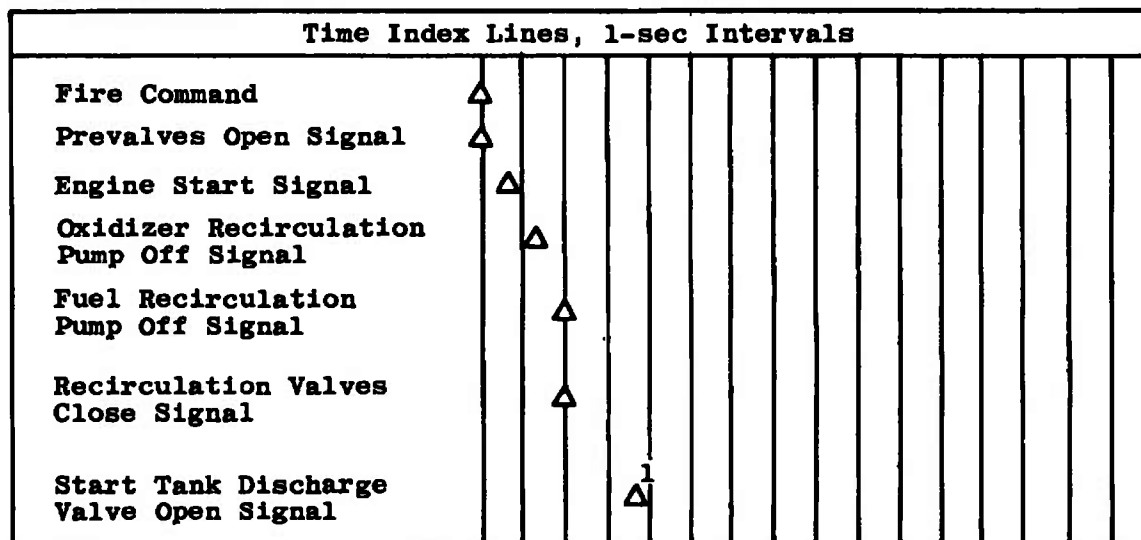 Time Index Lines, 1-sec Intervals
Fire Command
Prevalves Open Signal
Engine Start Signal
Oxidizer Recirculation
Pump Off Signal
Fuel Recirculation
Pump Off Signal
Recirculation Valves
Close Signal
1
Start Tank Discharge
Valve Open Signal